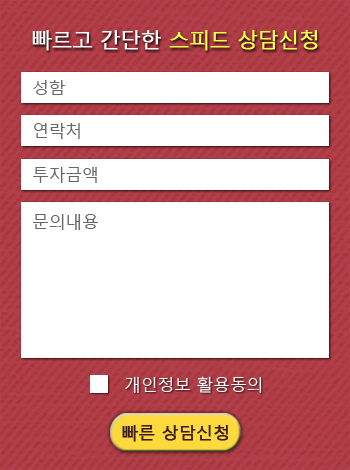 빠르고 간단한 스피드 상담신청
성함
연락처
투자금액
문의내용
개인정보 활용동의
빠른 상담신청